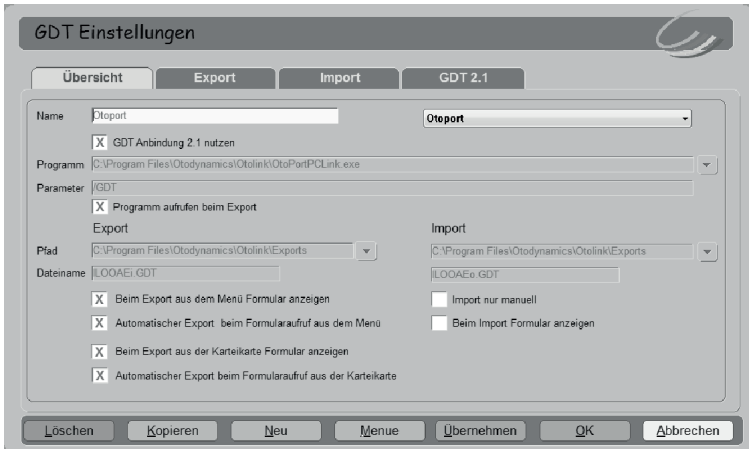 GDT Einstellungen
Übersicht Export Import GDT 2.1
Name Otoport Otoport
X GDT Anbindung 2.1 nutzen
Programm C:\Program Files\Otodynamics\Otolink\OtoPortPCLink.exe
Parameter /GDT
X Programm aufrufen beim Export
Export Import
Pfad C:\Program Files\Otodynamics\Otolink\Exports C:\Program Files\Otodynamics\Otolink\Exports
Dateiname ILOOAEi.GDT ILOOAEo.GDT
X Beim Export aus dem Menü Formular anzeigen Import nur manuell
X Automatischer Export beim Formularaufruf aus dem Menü Beim Import Formular anzeigen
X Beim Export aus der Karteikarte Formular anzeigen
X Automatischer Export beim Formularaufruf aus der Karteikarte
Löschen Kopieren Neu Menue Übernehmen OK Abbrechen